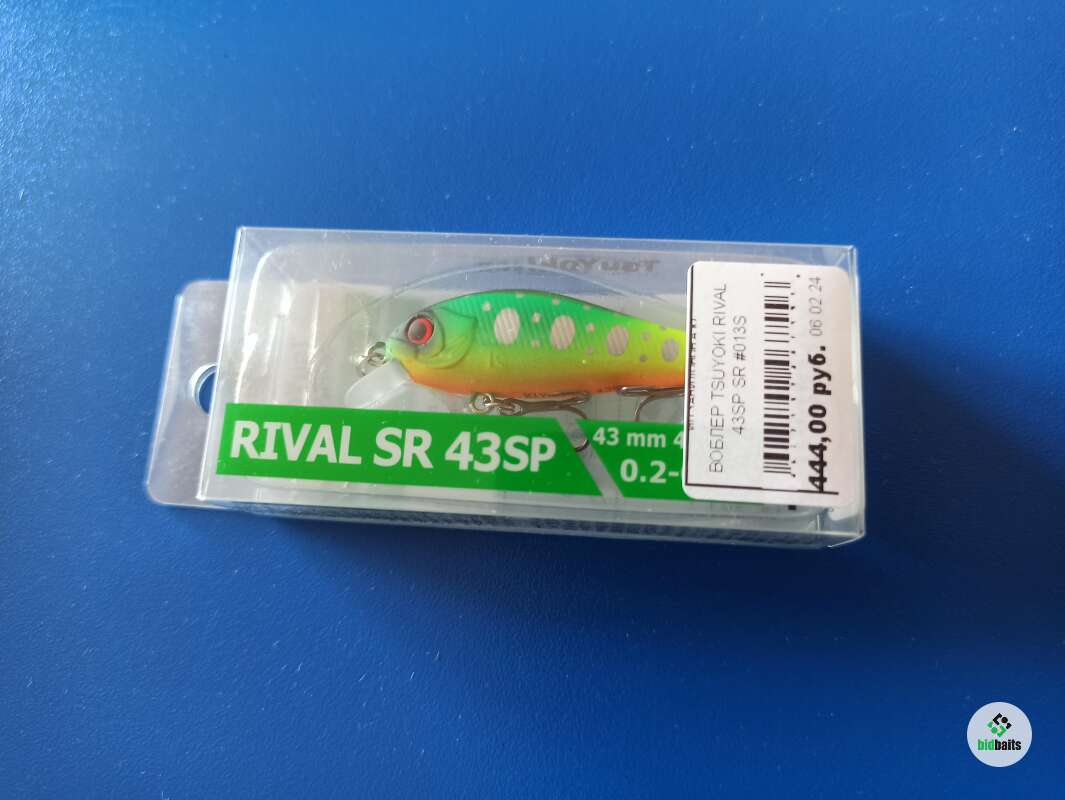 TSUYOKI
RIVAL SR 43SP
43 mm
0.2-
ВОБЛЕР TSUYOKI RIVAL
43SP SR #013S
444,00 руб. 06 02 24
bidbaits